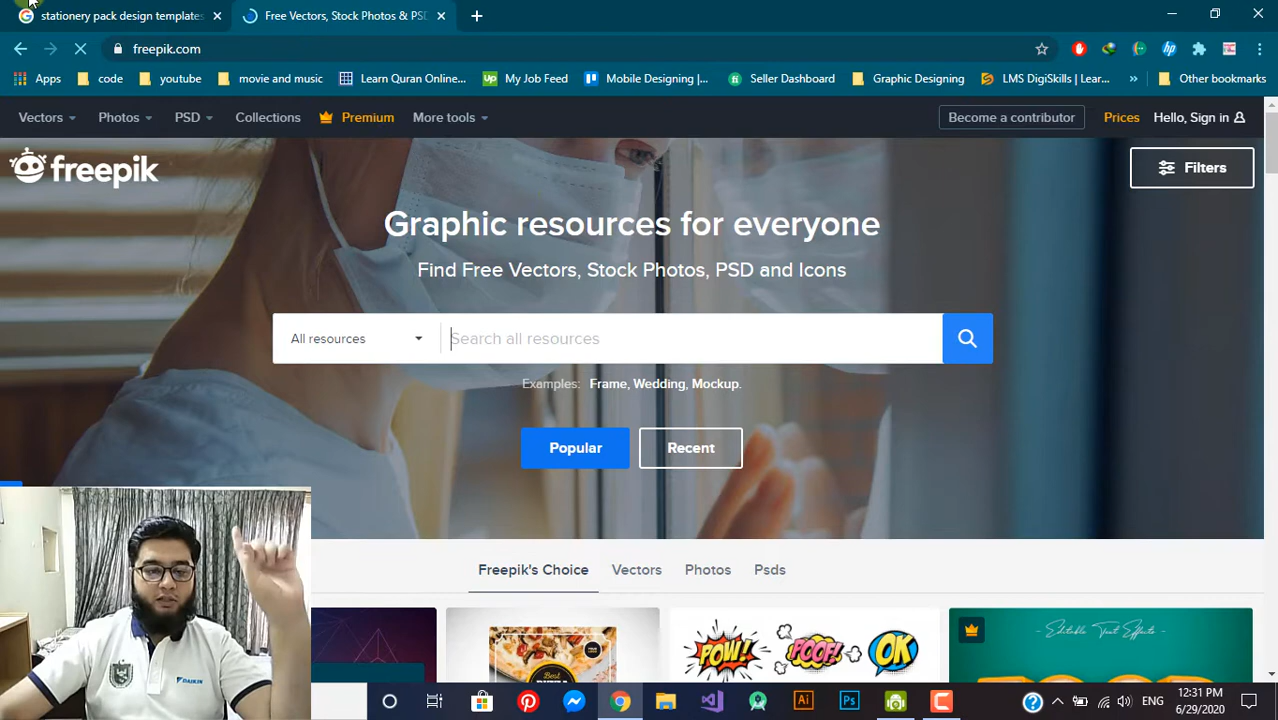 stationery pack design templates
Free Vectors, Stock Photos & PSD
freepik.com
Apps code youtube movie and music Learn Quran Online... My Job Feed Mobile Designing |... Seller Dashboard Graphic Designing LMS DigiSkills | Lear... » Other bookmarks
Vectors Photos PSD Collections Premium More tools Become a contributor Prices Hello, Sign in
freepik
Filters
Graphic resources for everyone
Find Free Vectors, Stock Photos, PSD and Icons
All resources Search all resources
Examples: Frame, Wedding, Mockup.
Popular Recent
Freepik's Choice Vectors Photos Psds
- Editable Text Effects -
Best
POW! POOF! OK
DAIKIN
ENG
12:31 PM
6/29/2020